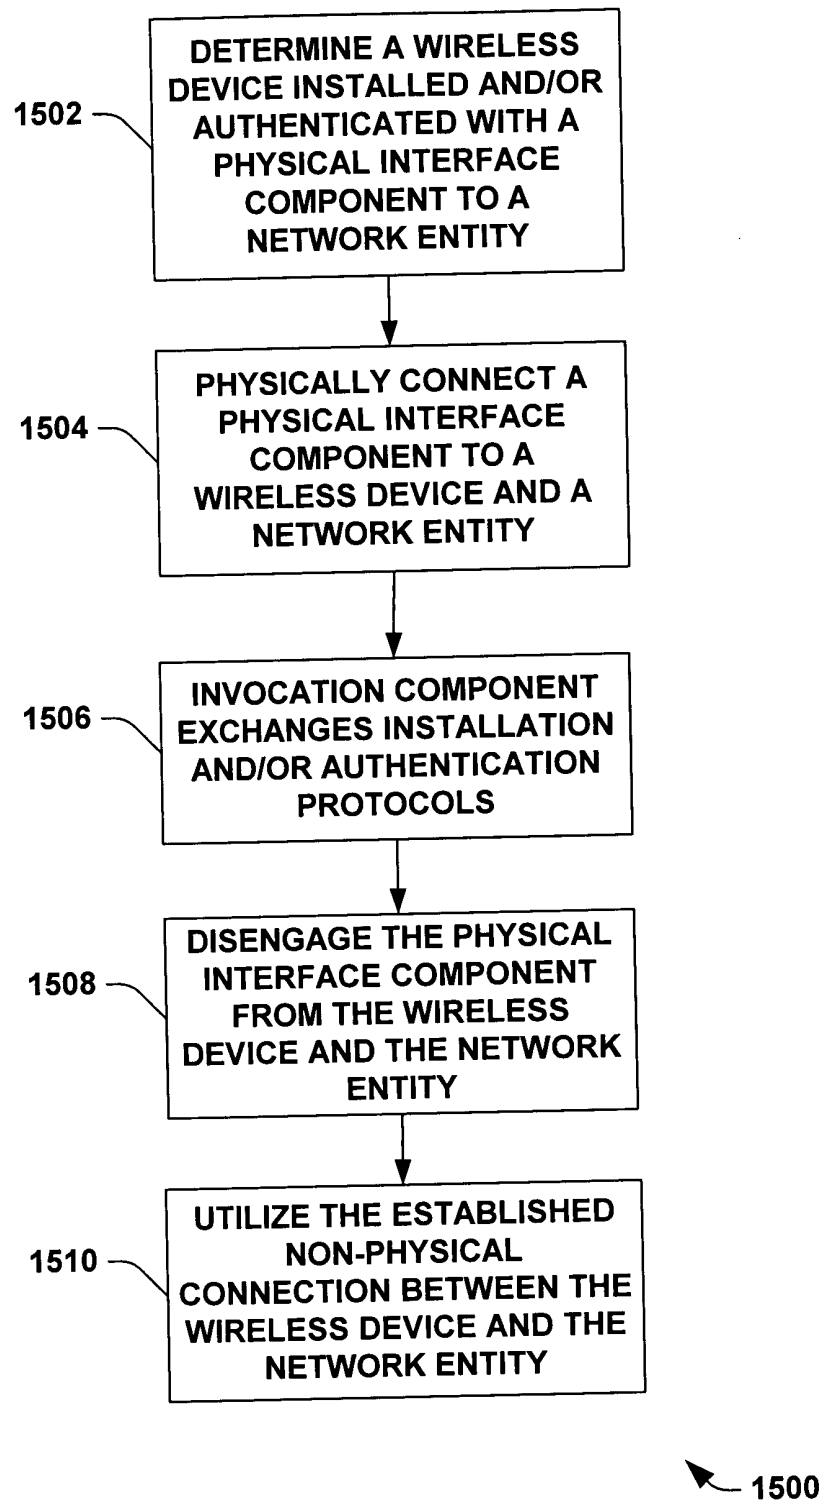 DETERMINE A WIRELESS
DEVICE INSTALLED AND/OR
AUTHENTICATED WITH A
PHYSICAL INTERFACE
COMPONENT TO A
NETWORK ENTITY
1502
PHYSICALLY CONNECT A
PHYSICAL INTERFACE
COMPONENT TO A
WIRELESS DEVICE AND A
NETWORK ENTITY
1504
INVOCATION COMPONENT
EXCHANGES INSTALLATION
AND/OR AUTHENTICATION
PROTOCOLS
1506
DISENGAGE THE PHYSICAL
INTERFACE COMPONENT
FROM THE WIRELESS
DEVICE AND THE NETWORK
ENTITY
1508
UTILIZE THE ESTABLISHED
NON-PHYSICAL
CONNECTION BETWEEN THE
WIRELESS DEVICE AND THE
NETWORK ENTITY
1510
1500